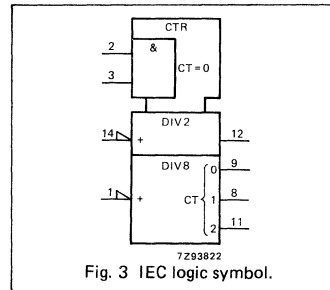 CTR
2 &
CT=0
3
DIV2
14 + 12
DIV8
0 9
1 + CT 1 8
2 11
7Z93822
Fig. 3 IEC logic symbol.